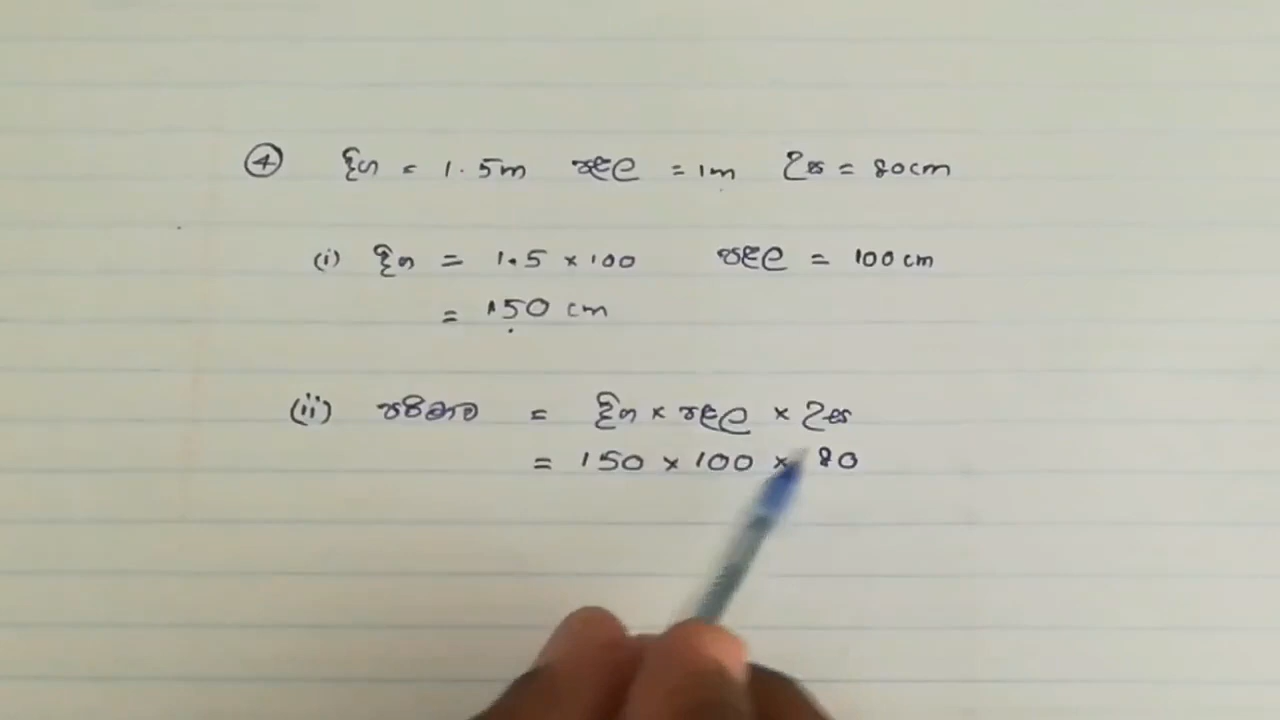 ④ දිග = 1.5m පළල = 1m උස = 80cm
(i) දිග = 1.5 × 100 පළල = 100 cm
= 150 cm
(ii) පරිමාව = දිග × පළල × උස
= 150 × 100 × 80